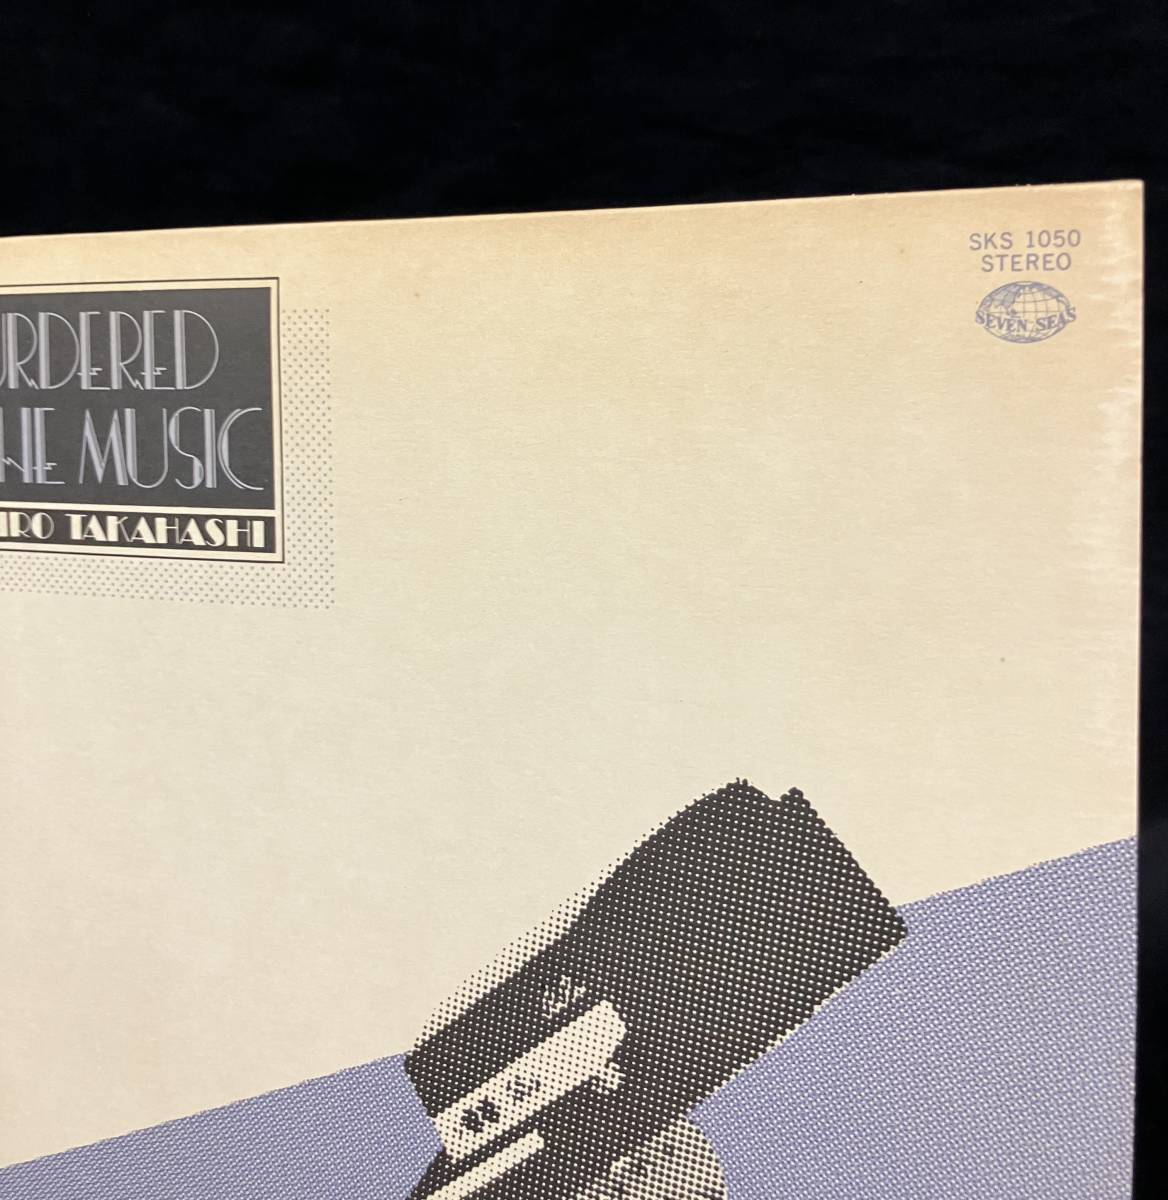 URDERED
HE MUSIC
IRO TAKAHASHI
SKS 1050
STEREO
SEVEN SEAS